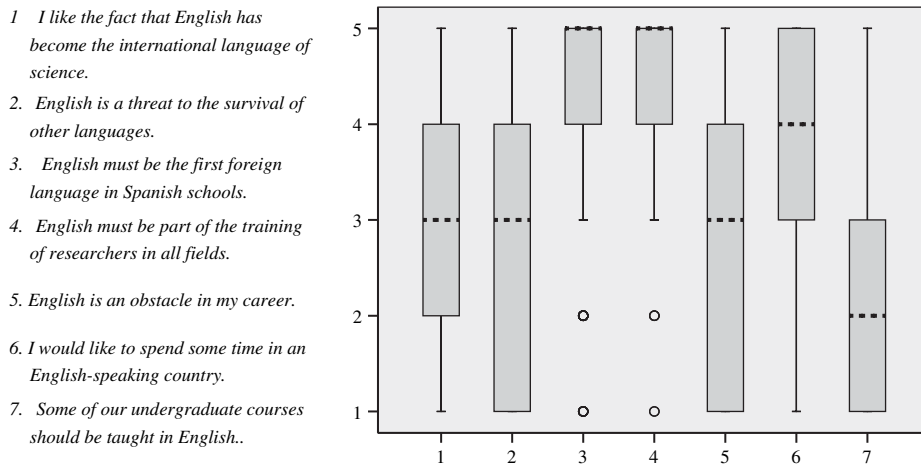 1 I like the fact that English has
become the international language of
science.
2. English is a threat to the survival of
other languages.
3. English must be the first foreign
language in Spanish schools.
4. English must be part of the training
of researchers in all fields.
5. English is an obstacle in my career.
6. I would like to spend some time in an
English-speaking country.
7. Some of our undergraduate courses
should be taught in English..
5
4
3
2
1
1 2 3 4 5 6 7